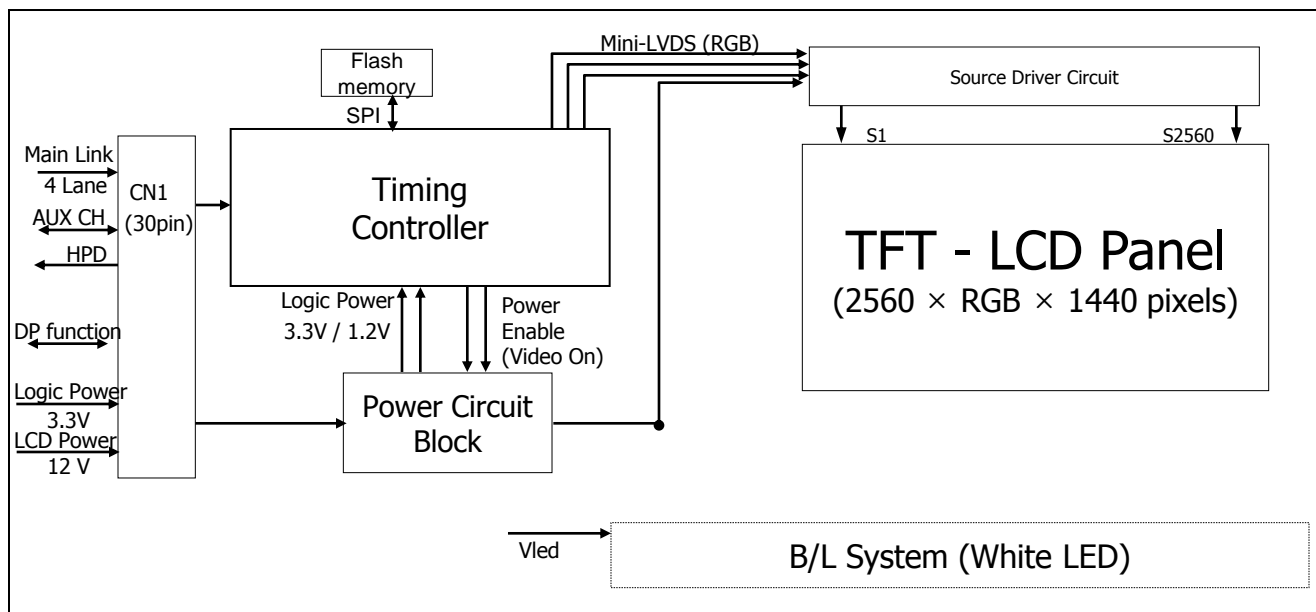 Mini-LVDS (RGB)
Flash
memory
SPI
Source Driver Circuit
S1
S2560
Main Link
4 Lane
AUX CH
HPD
DP function
Logic Power
3.3V
LCD Power
12 V
CN1
(30pin)
Timing
Controller
TFT - LCD Panel
(2560 × RGB × 1440 pixels)
Logic Power
3.3V / 1.2V
Power
Enable
(Video On)
Power Circuit
Block
Vled
B/L System (White LED)